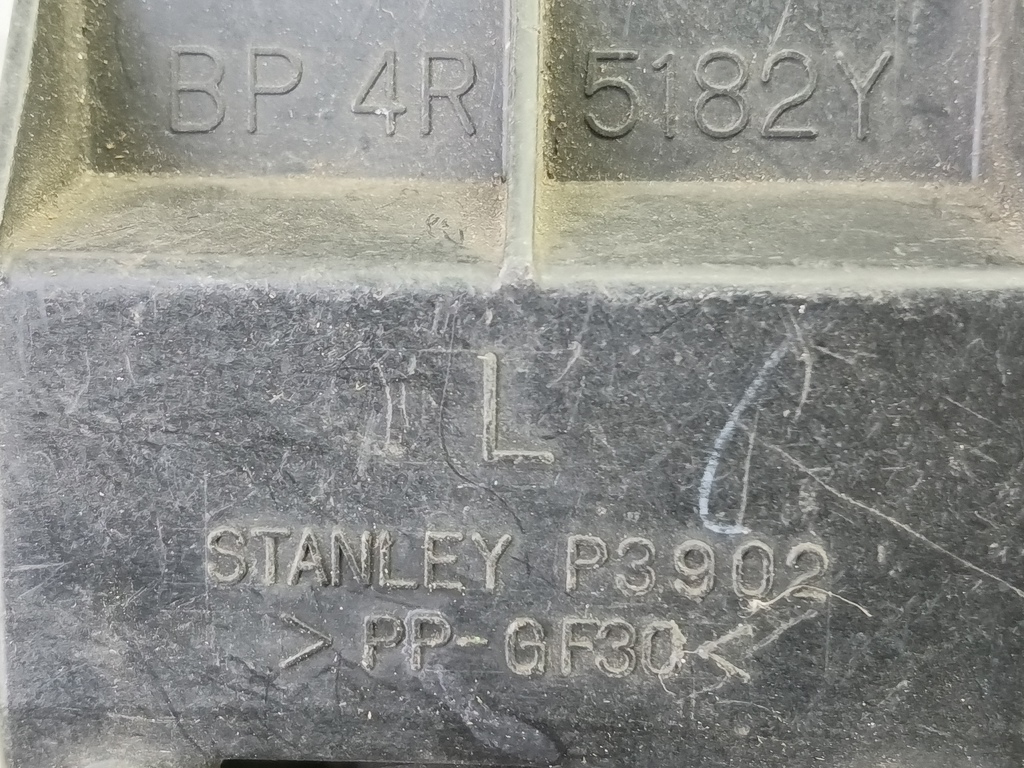 BP 4R 5182Y
L
STANLEY P3902
>PP-GF30<